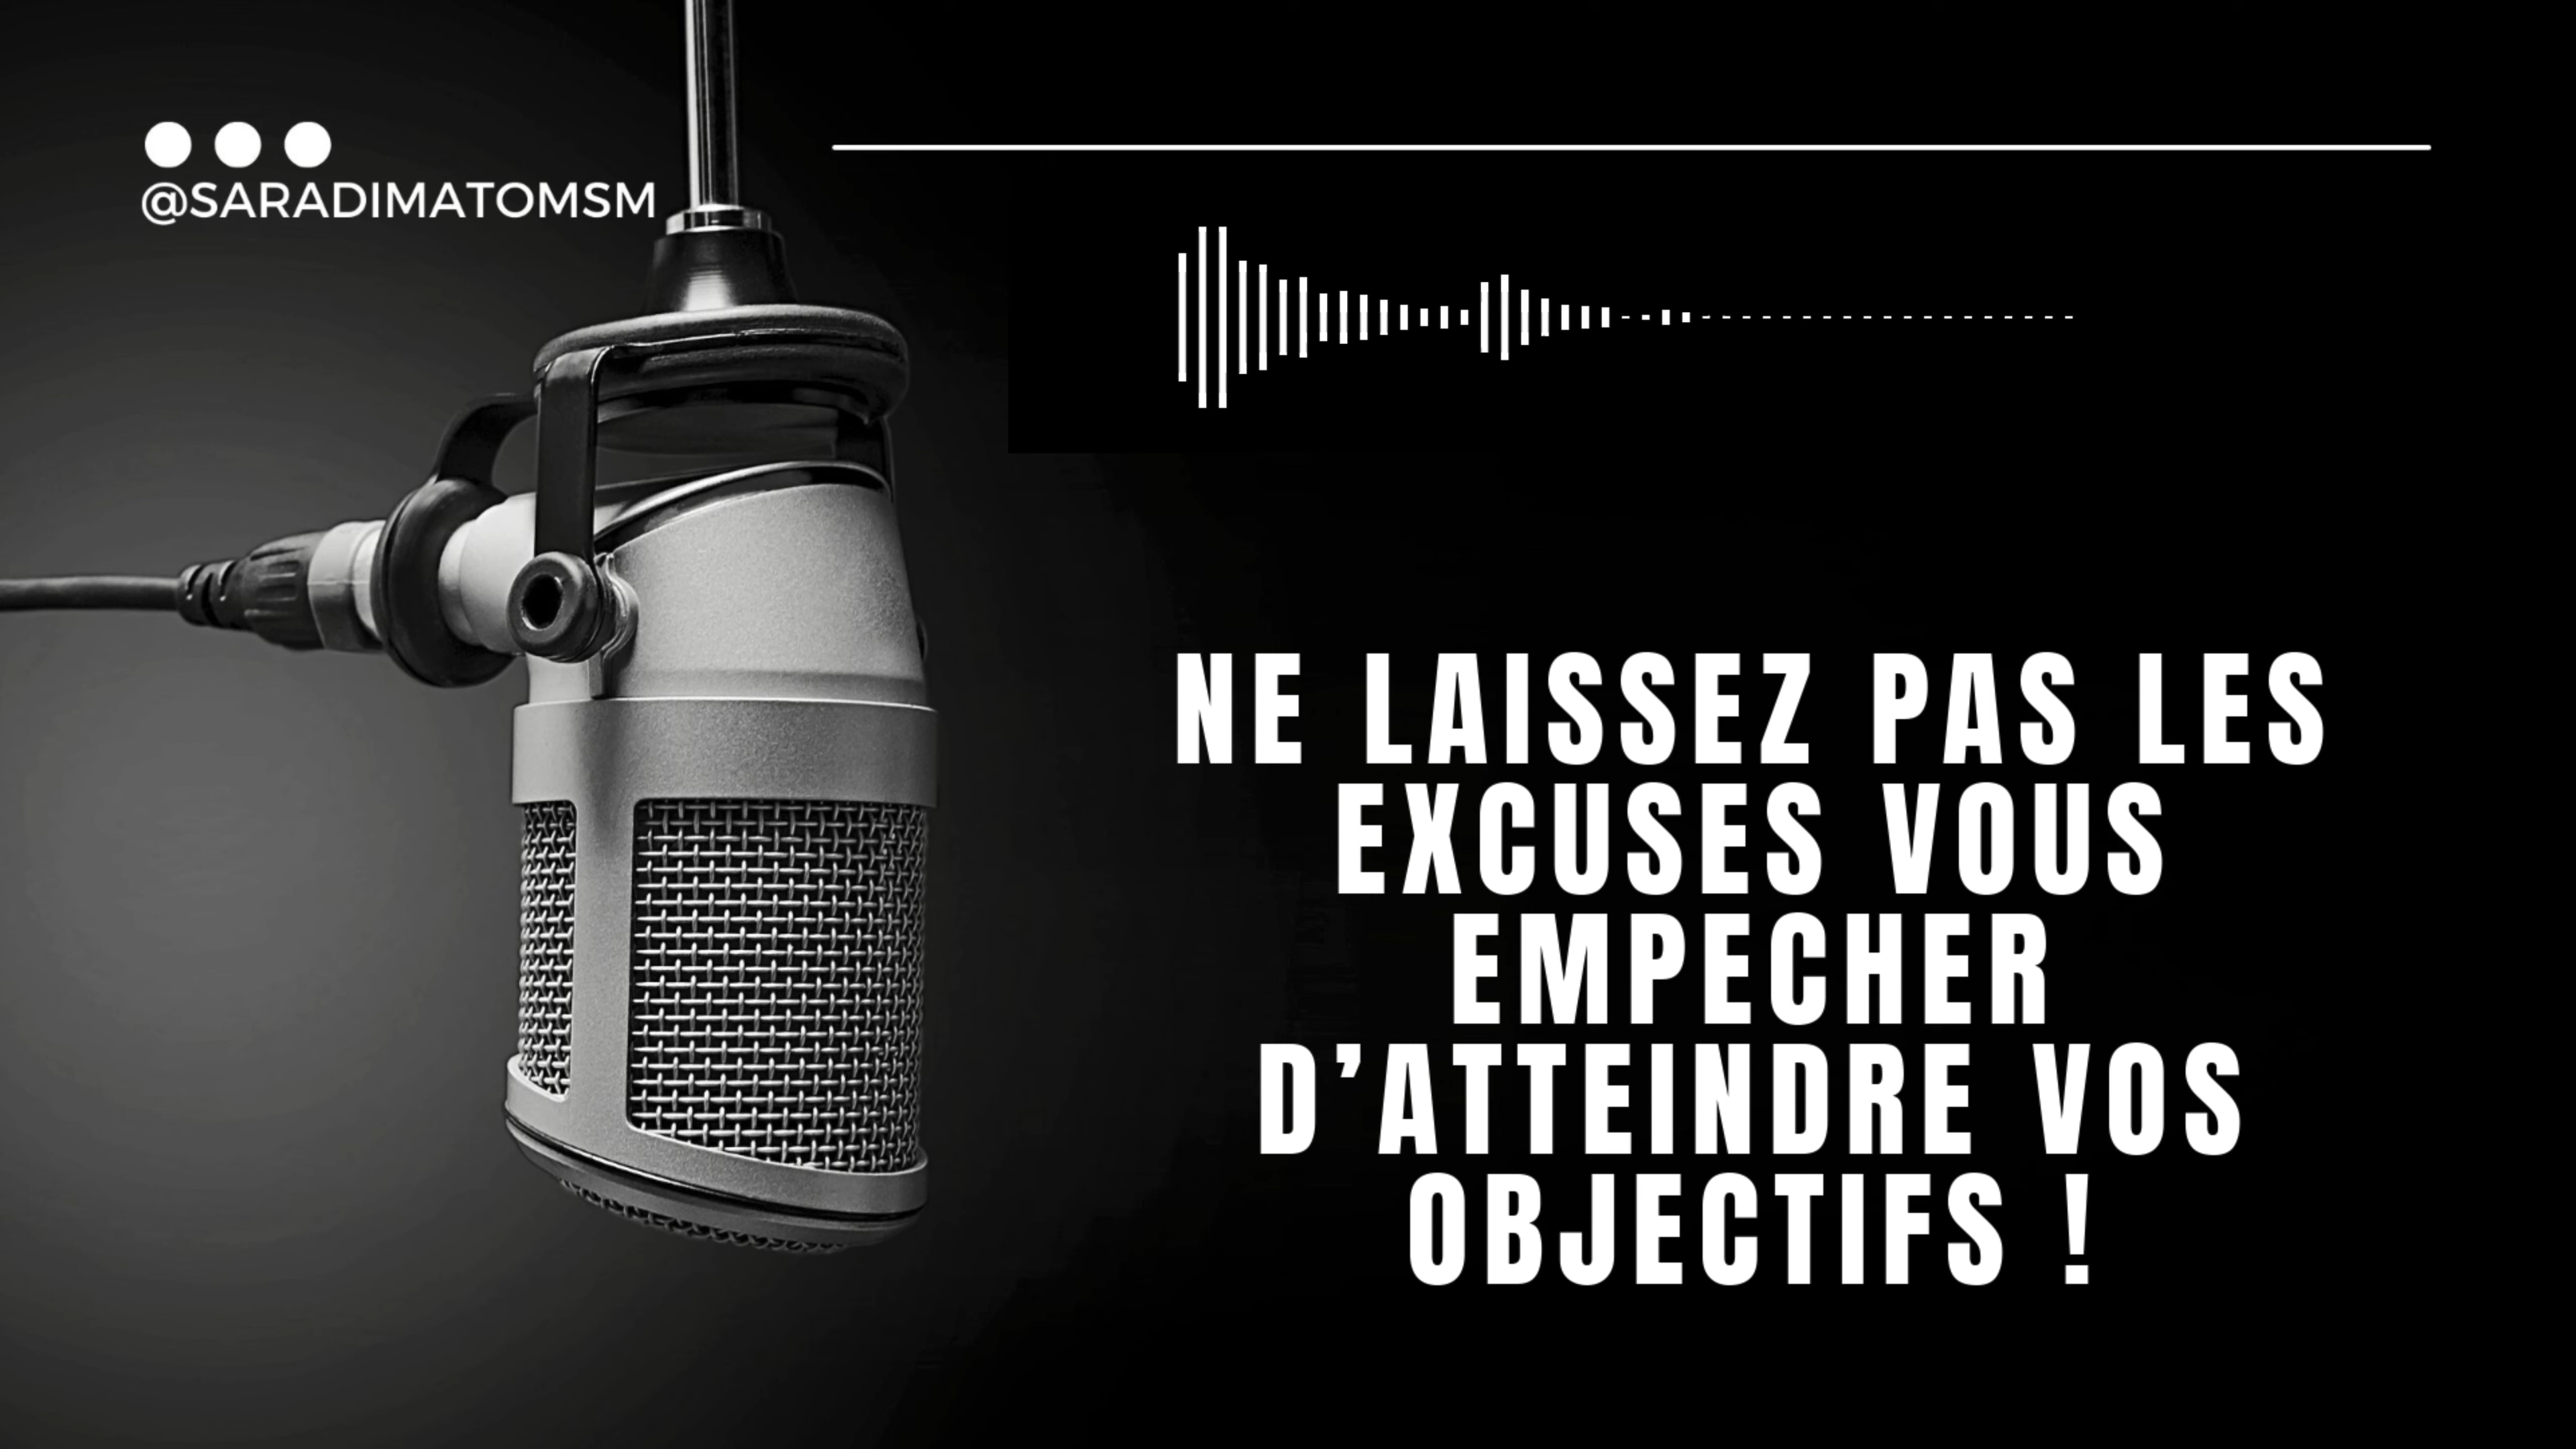 @SARADIMATOMSM
NE LAISSEZ PAS LES
EXCUSES VOUS
EMPECHER
D’ATTEINDRE VOS
OBJECTIFS !